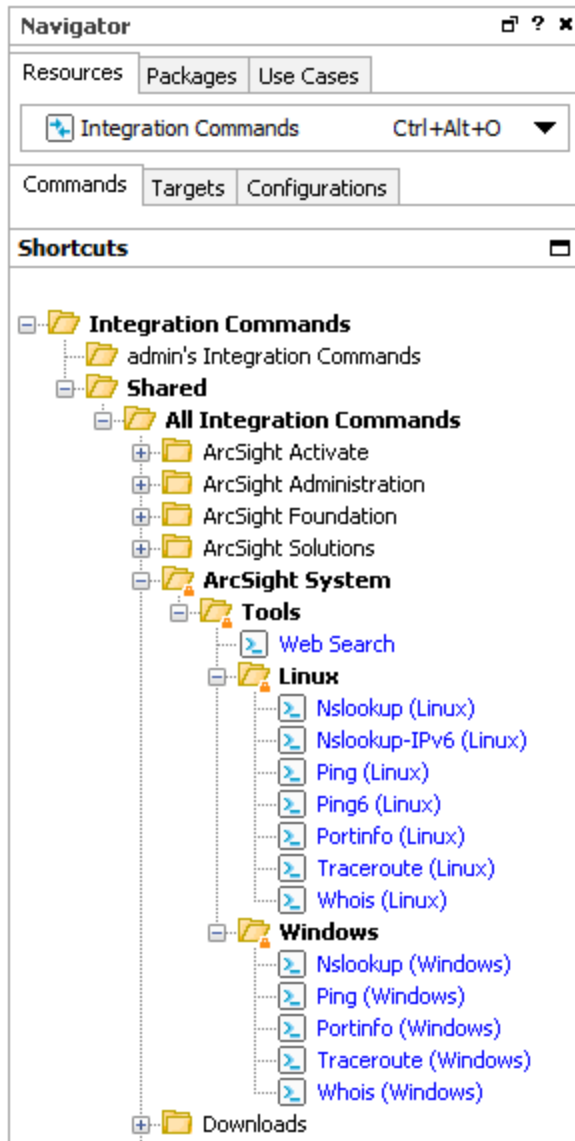 Navigator ?
Resources Packages Use Cases
Integration Commands Ctrl+Alt+O
Commands Targets Configurations
Shortcuts
Integration Commands
admin's Integration Commands
Shared
All Integration Commands
ArcSight Activate
ArcSight Administration
ArcSight Foundation
ArcSight Solutions
ArcSight System
Tools
Web Search
Linux
Nslookup (Linux)
Nslookup-IPv6 (Linux)
Ping (Linux)
Ping6 (Linux)
Portinfo (Linux)
Traceroute (Linux)
Whois (Linux)
Windows
Nslookup (Windows)
Ping (Windows)
Portinfo (Windows)
Traceroute (Windows)
Whois (Windows)
Downloads